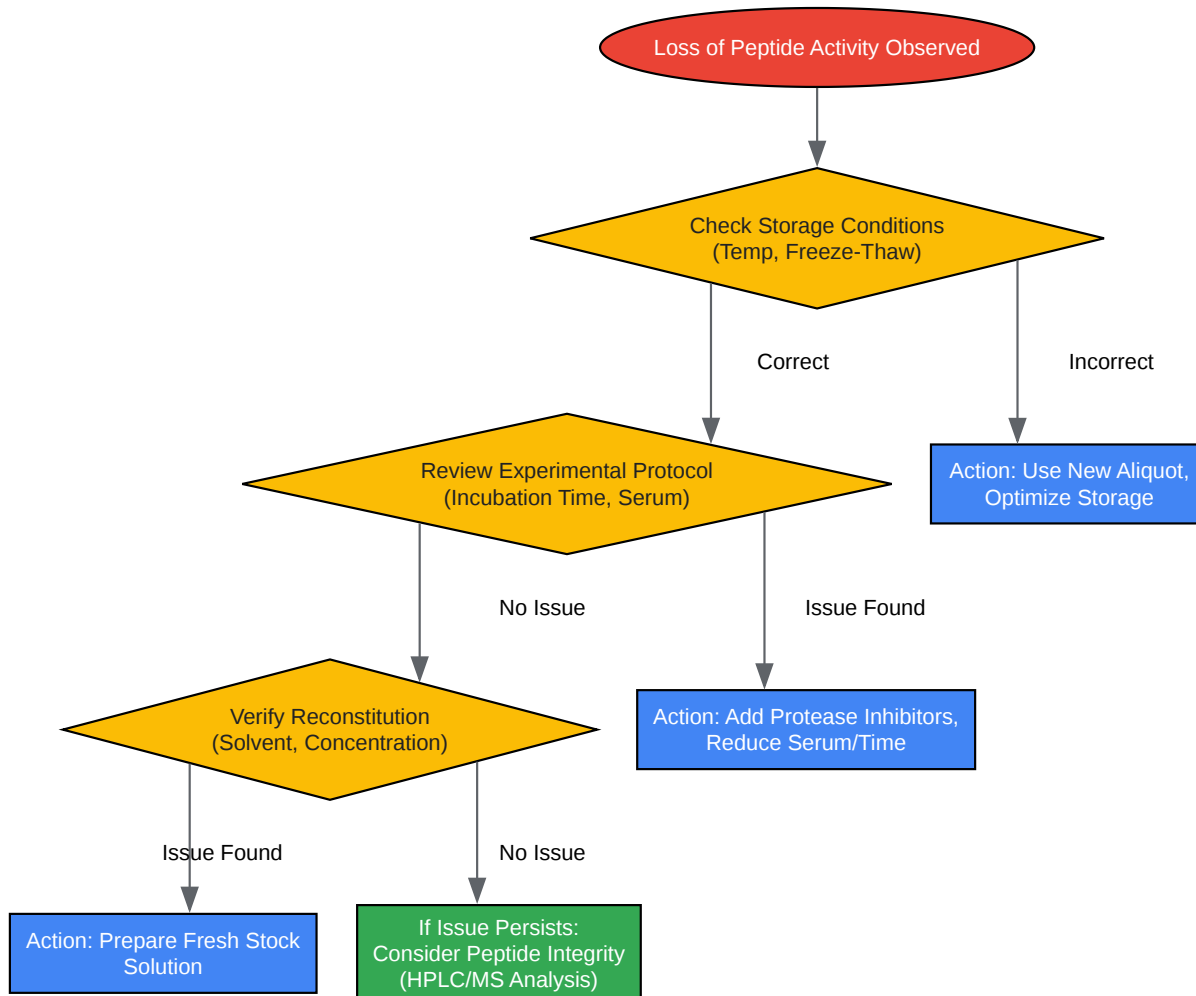 Loss of Peptide Activity Observed
Check Storage Conditions
(Temp, Freeze-Thaw)
Correct
Incorrect
Review Experimental Protocol
(Incubation Time, Serum)
Action: Use New Aliquot,
Optimize Storage
No Issue
Issue Found
Verify Reconstitution
(Solvent, Concentration)
Action: Add Protease Inhibitors,
Reduce Serum/Time
Issue Found
No Issue
Action: Prepare Fresh Stock
Solution
If Issue Persists:
Consider Peptide Integrity
(HPLC/MS Analysis)